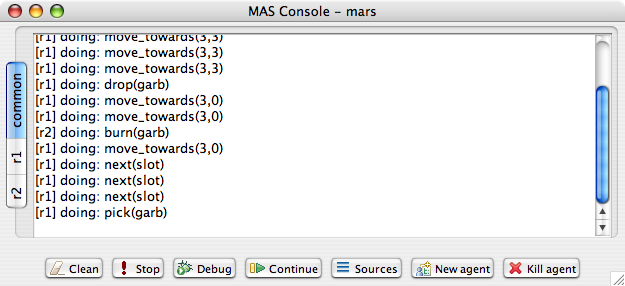 MAS Console - mars
common
r1
r2
[r1] doing: move_towards(3,3)
[r1] doing: move_towards(3,3)
[r1] doing: move_towards(3,3)
[r1] doing: drop(garb)
[r1] doing: move_towards(3,0)
[r1] doing: move_towards(3,0)
[r2] doing: burn(garb)
[r1] doing: move_towards(3,0)
[r1] doing: next(slot)
[r1] doing: next(slot)
[r1] doing: next(slot)
[r1] doing: pick(garb)
Clean Stop Debug Continue Sources New agent Kill agent